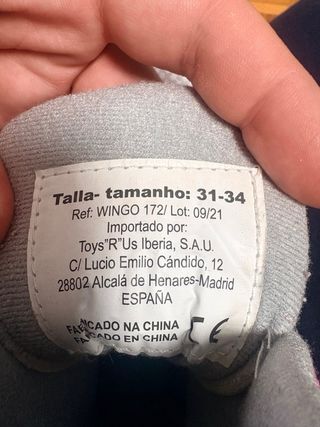 Talla- tamanho: 31-34
Ref: WINGO 172/ Lot: 09/21
Importado por:
Toys"R"Us Iberia, S.A.U.
C/ Lucio Emilio Cándido, 12
28802 Alcalá de Henares-Madrid
ESPAÑA
FABRICADO NA CHINA
FABRICADO EN CHINA
CE